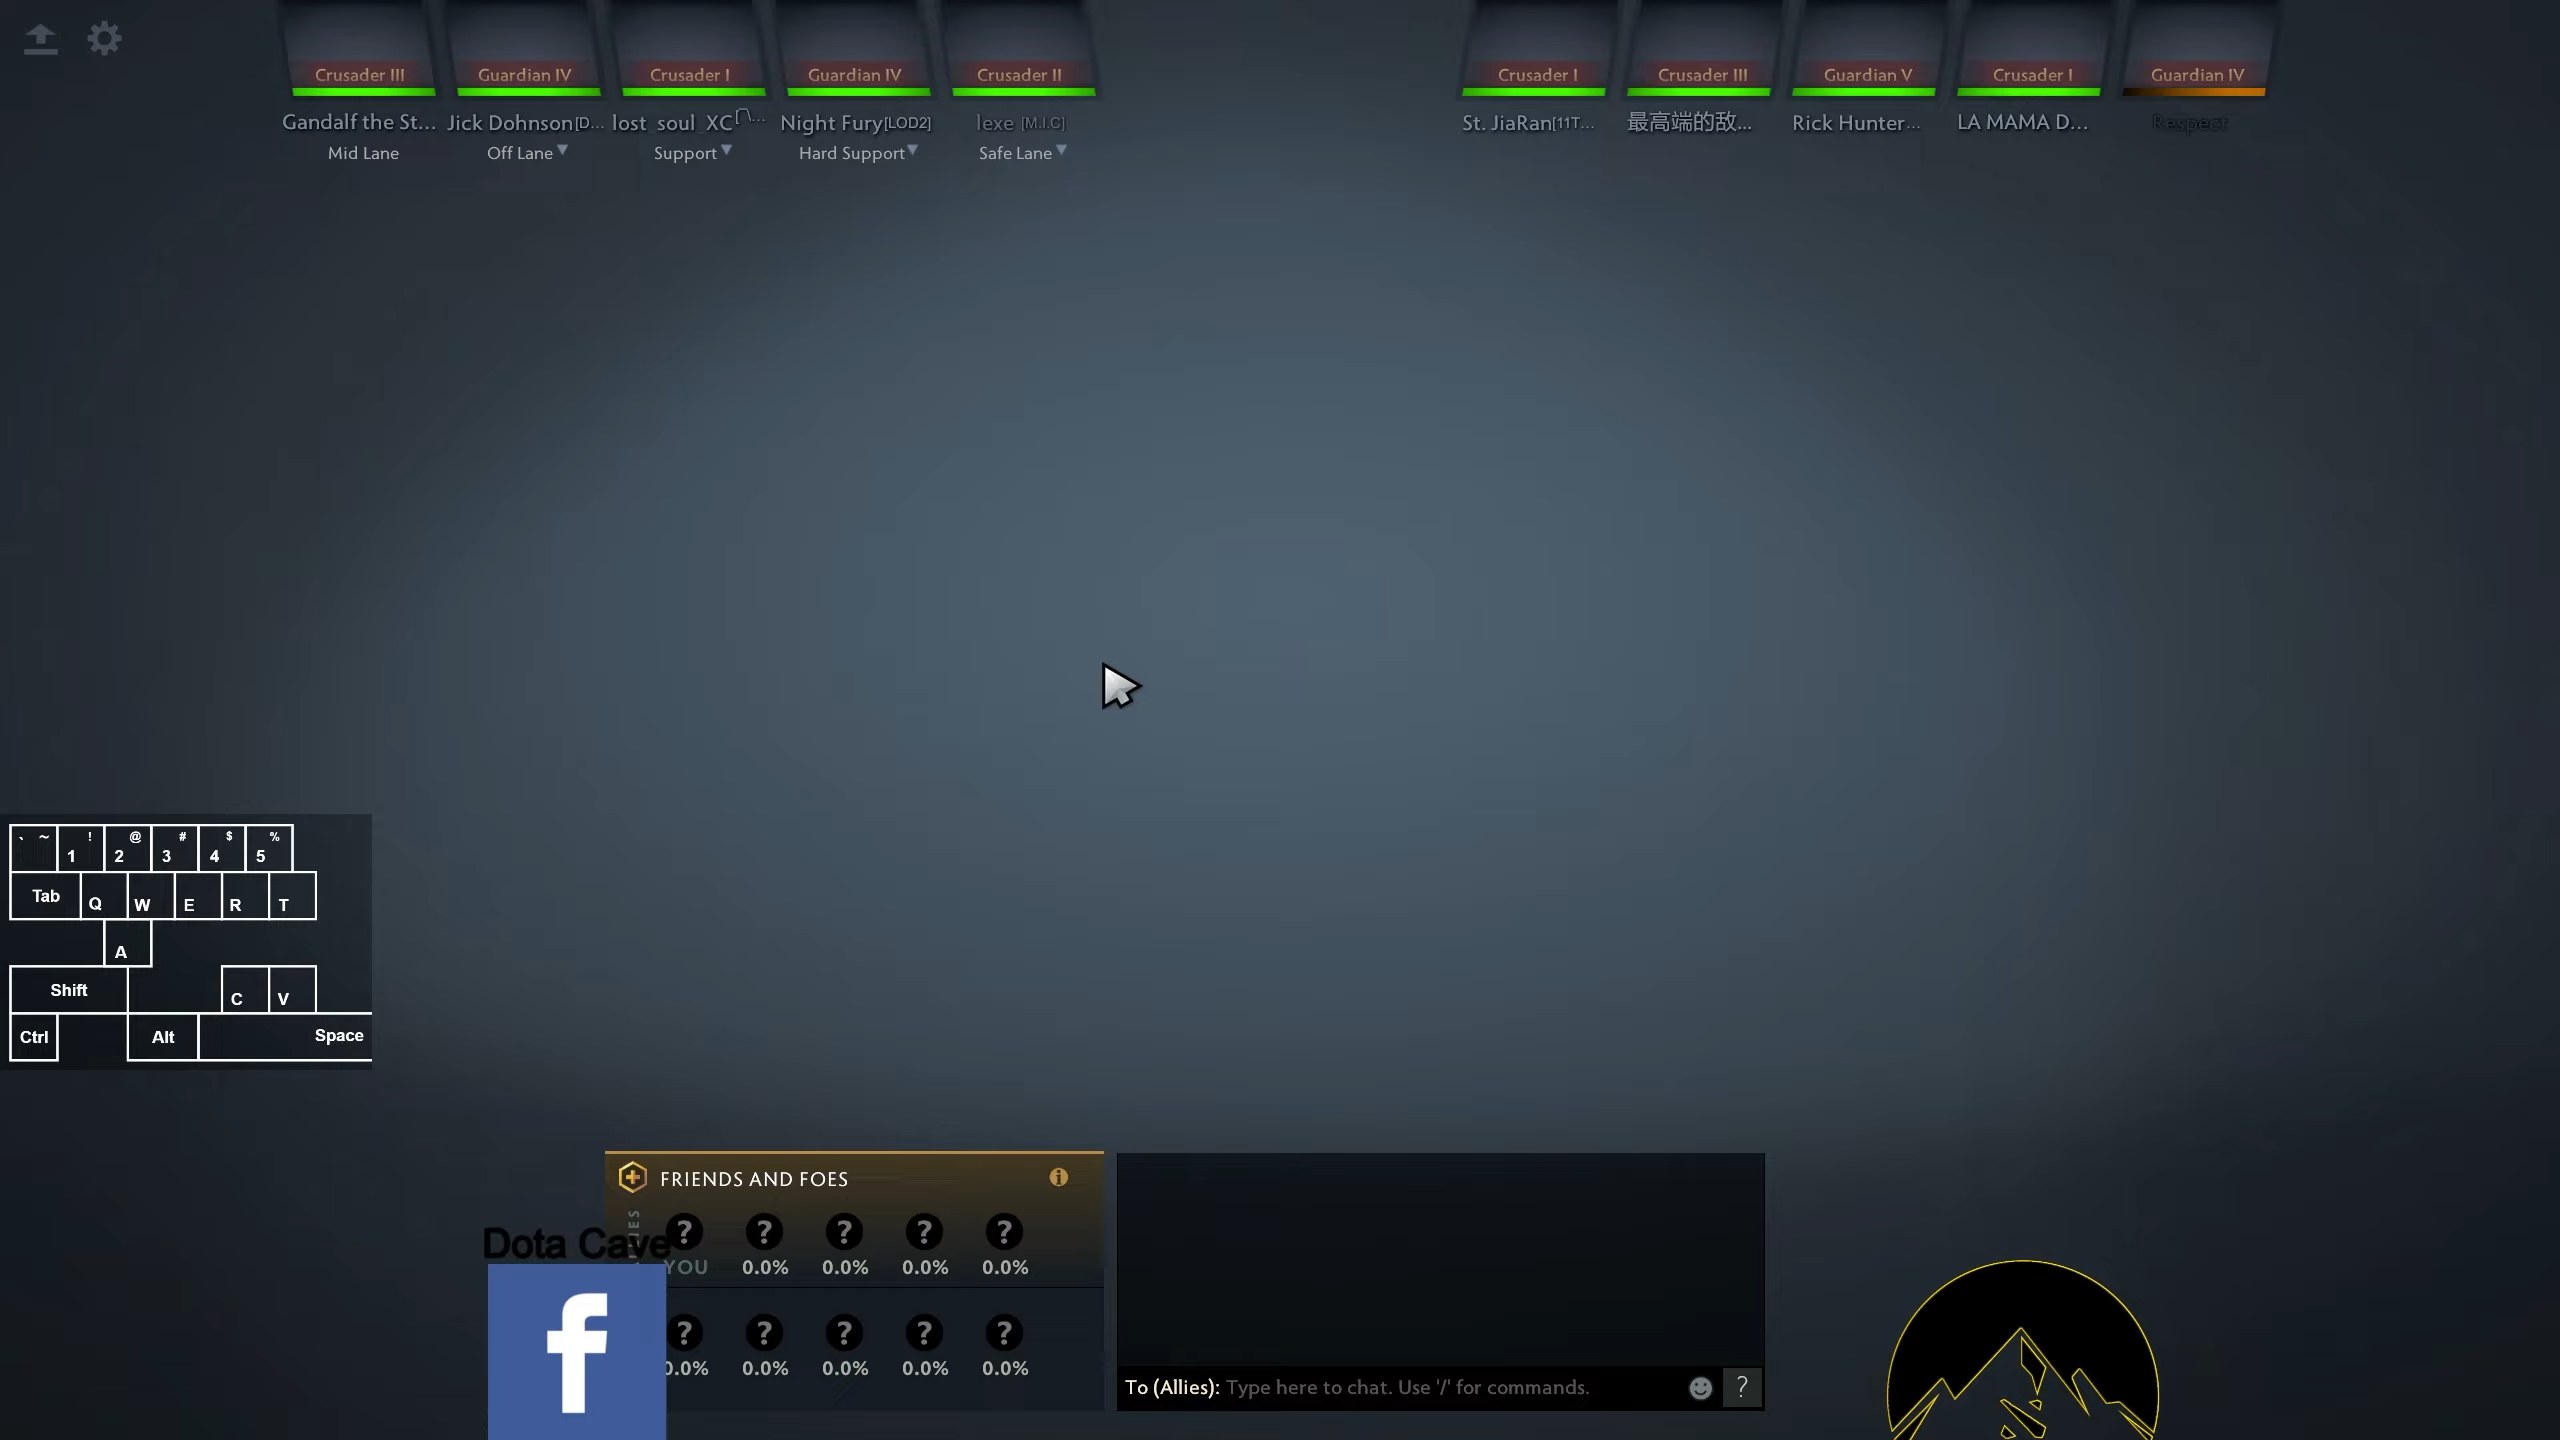 Crusader III Guardian IV Crusader I Guardian IV Crusader II Crusader I Crusader III Guardian V Crusader I Guardian IV
Gandalf the St... Jick Dohnson[D... lost_soul_XC Night Fury[LOD2] lexe [M.I.C] St. JiaRan[11T... 最高端的敌... Rick Hunter... LA MAMA D... Respect
Mid Lane Off Lane Support Hard Support Safe Lane
` ~ ! 1 @ 2 # 3 $ 4 % 5
Tab Q W E R T
A
Shift C V
Ctrl Alt Space
FRIENDS AND FOES
Dota Cave
? ? ? ? ?
YOU 0.0% 0.0% 0.0% 0.0%
? ? ? ? ?
0.0% 0.0% 0.0% 0.0% 0.0%
f
To (Allies): Type here to chat. Use '/' for commands. ?